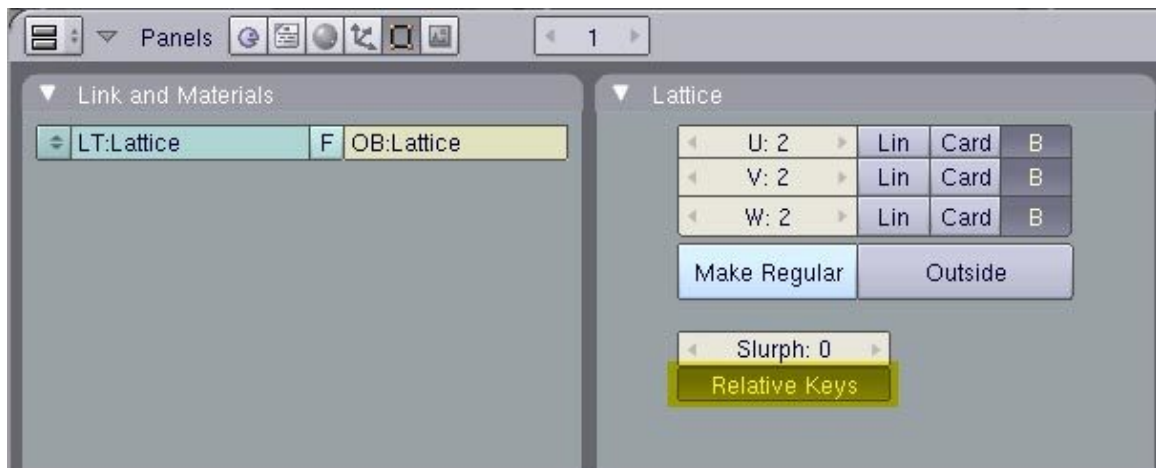 Panels 1
Link and Materials
LT:Lattice F OB:Lattice
Lattice
U: 2 Lin Card B
V: 2 Lin Card B
W: 2 Lin Card B
Make Regular Outside
Slurph: 0
Relative Keys